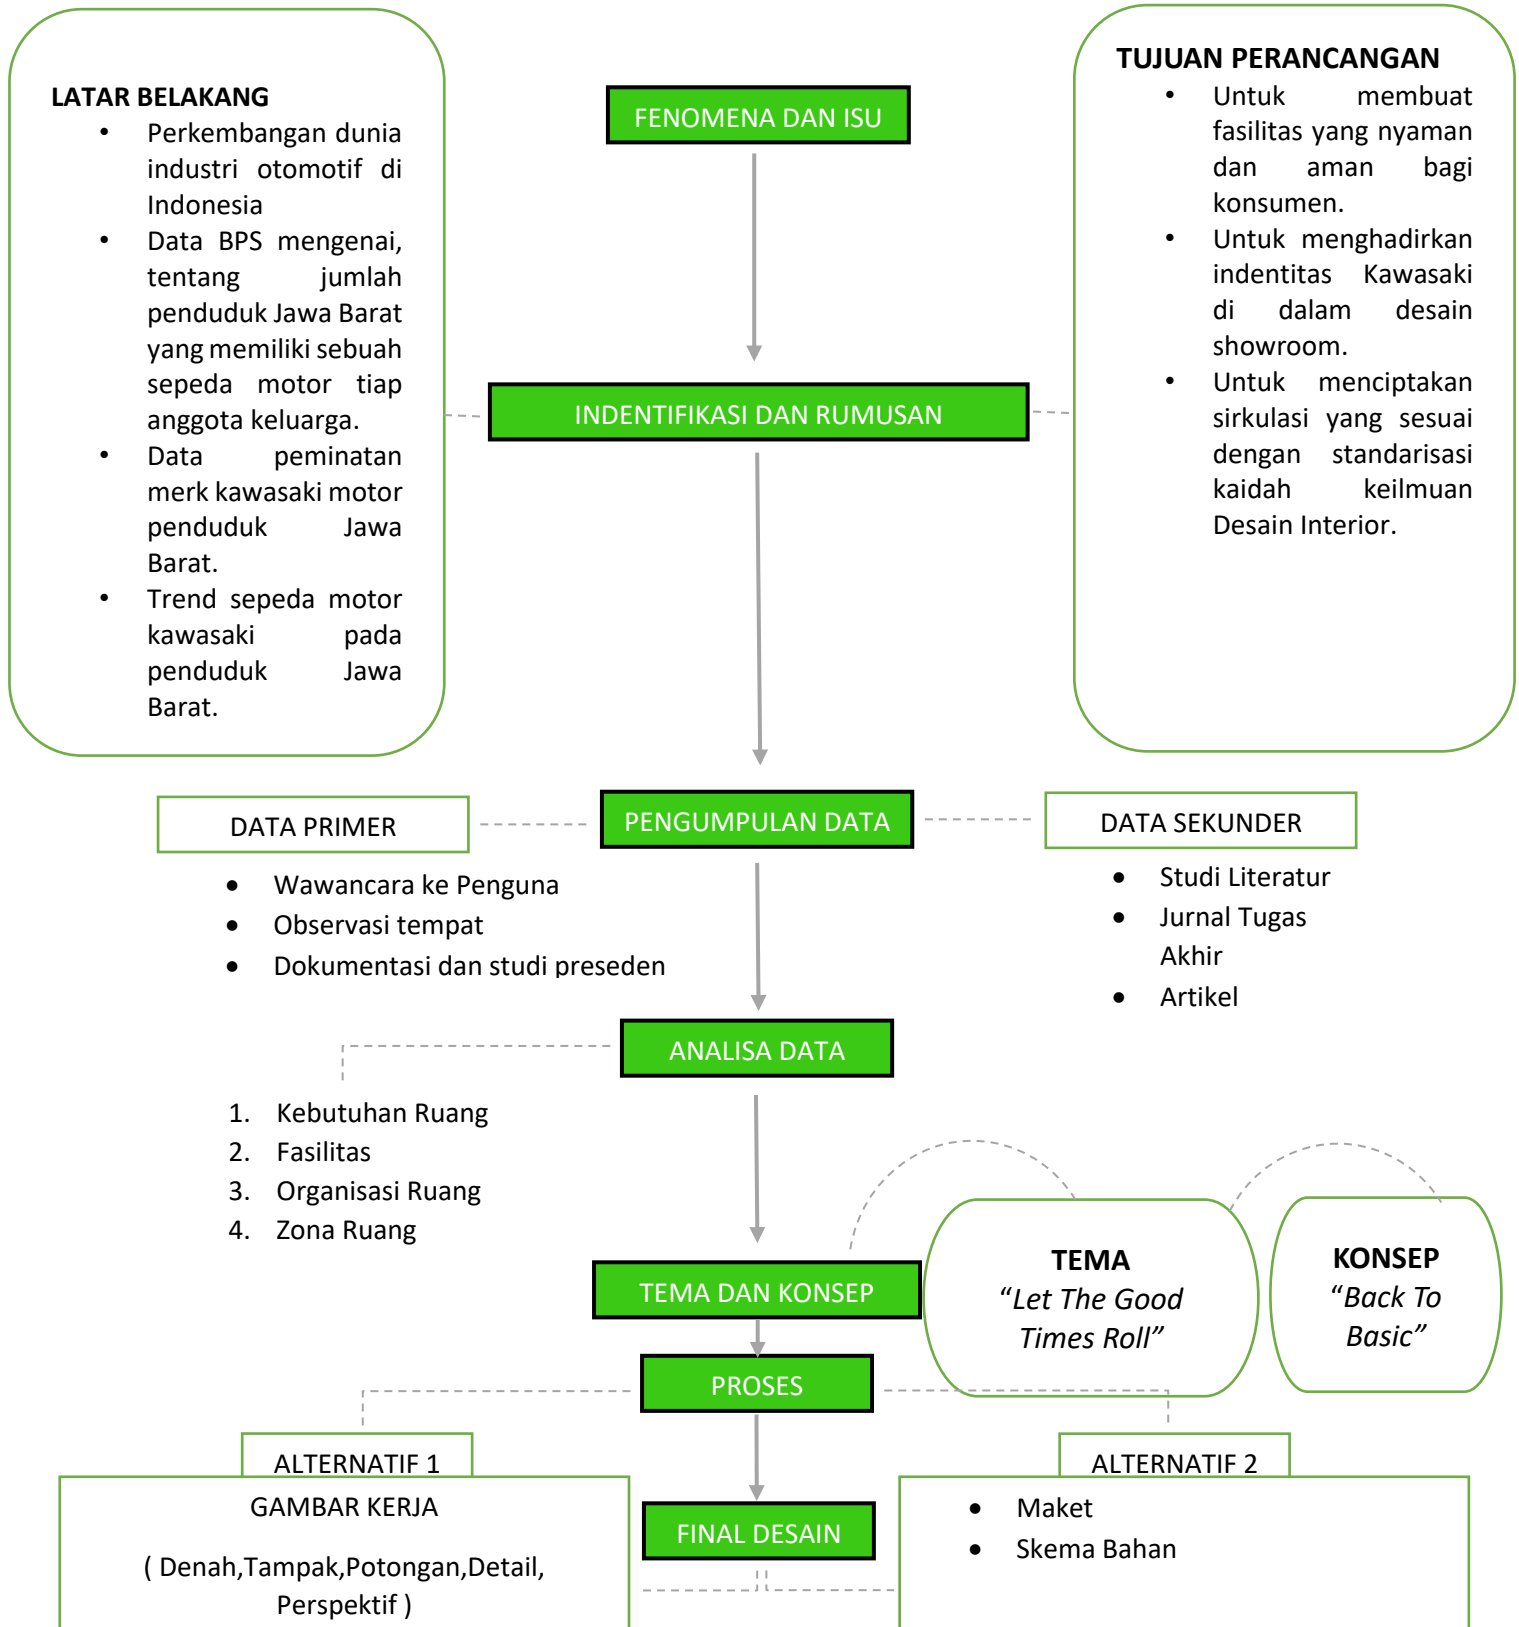 LATAR BELAKANG
• Perkembangan dunia
industri otomotif di
Indonesia
• Data BPS mengenai,
tentang jumlah
penduduk Jawa Barat
yang memiliki sebuah
sepeda motor tiap
anggota keluarga.
• Data peminatan
merk kawasaki motor
penduduk Jawa
Barat.
• Trend sepeda motor
kawasaki pada
penduduk Jawa
Barat.
FENOMENA DAN ISU
TUJUAN PERANCANGAN
• Untuk membuat
fasilitas yang nyaman
dan aman bagi
konsumen.
• Untuk menghadirkan
indentitas Kawasaki
di dalam desain
showroom.
• Untuk menciptakan
sirkulasi yang sesuai
dengan standarisasi
kaidah keilmuan
Desain Interior.
INDENTIFIKASI DAN RUMUSAN
DATA PRIMER
PENGUMPULAN DATA
DATA SEKUNDER
• Wawancara ke Penguna
• Observasi tempat
• Dokumentasi dan studi preseden
• Studi Literatur
• Jurnal Tugas
Akhir
• Artikel
ANALISA DATA
1. Kebutuhan Ruang
2. Fasilitas
3. Organisasi Ruang
4. Zona Ruang
TEMA DAN KONSEP
TEMA
“Let The Good
Times Roll”
KONSEP
“Back To
Basic”
PROSES
ALTERNATIF 1
ALTERNATIF 2
GAMBAR KERJA
( Denah,Tampak,Potongan,Detail,
Perspektif )
FINAL DESAIN
• Maket
• Skema Bahan